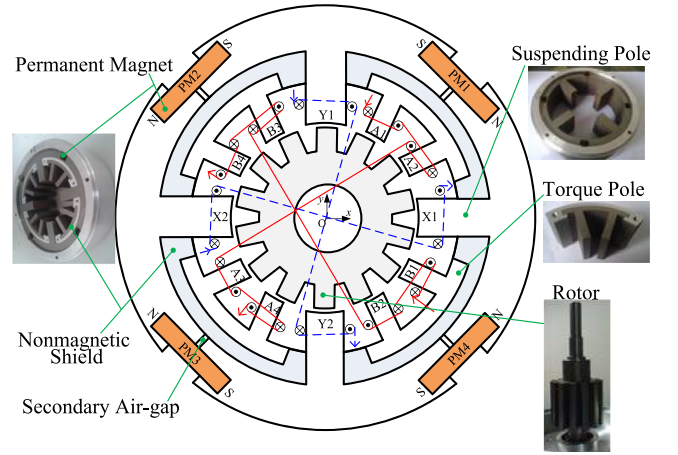 Permanent Magnet
Suspending Pole
Torque Pole
Rotor
Nonmagnetic
Shield
Secondary Air-gap
S
PM2
N
S
PM1
N
Y1
A1
A2
B3
B4
X2
X1
y
O
x
A3
A4
B1
B2
Y2
N
PM3
S
N
PM4
S